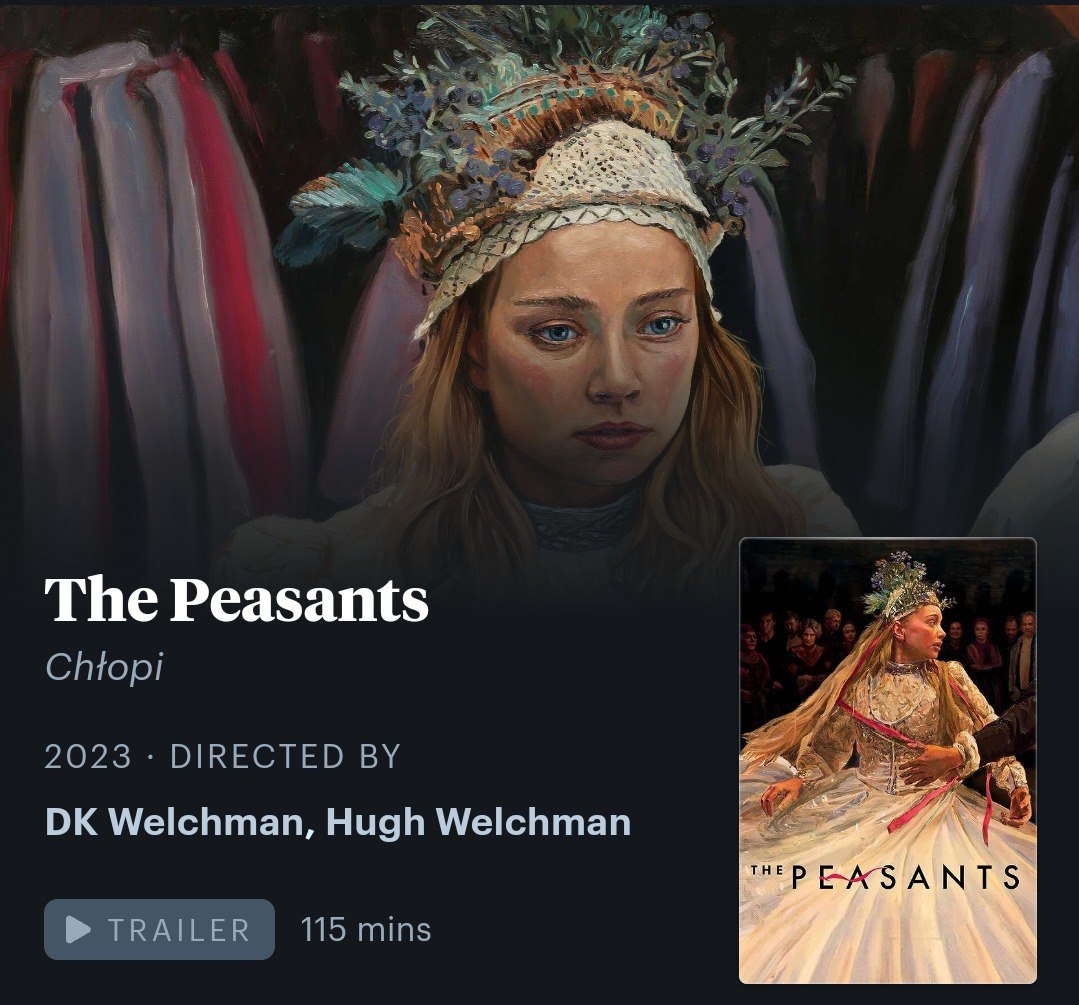 The Peasants
Chłopi
2023 · DIRECTED BY
DK Welchman, Hugh Welchman
TRAILER 115 mins
THE PEASANTS